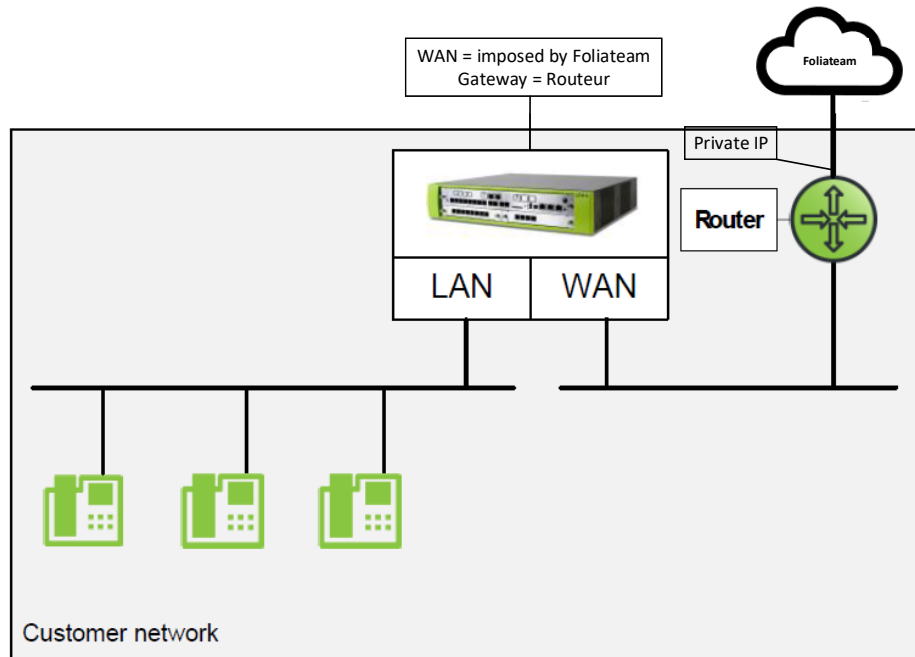 WAN = imposed by Foliateam
Gateway = Routeur
Foliateam
Private IP
Router
LAN
WAN
Customer network